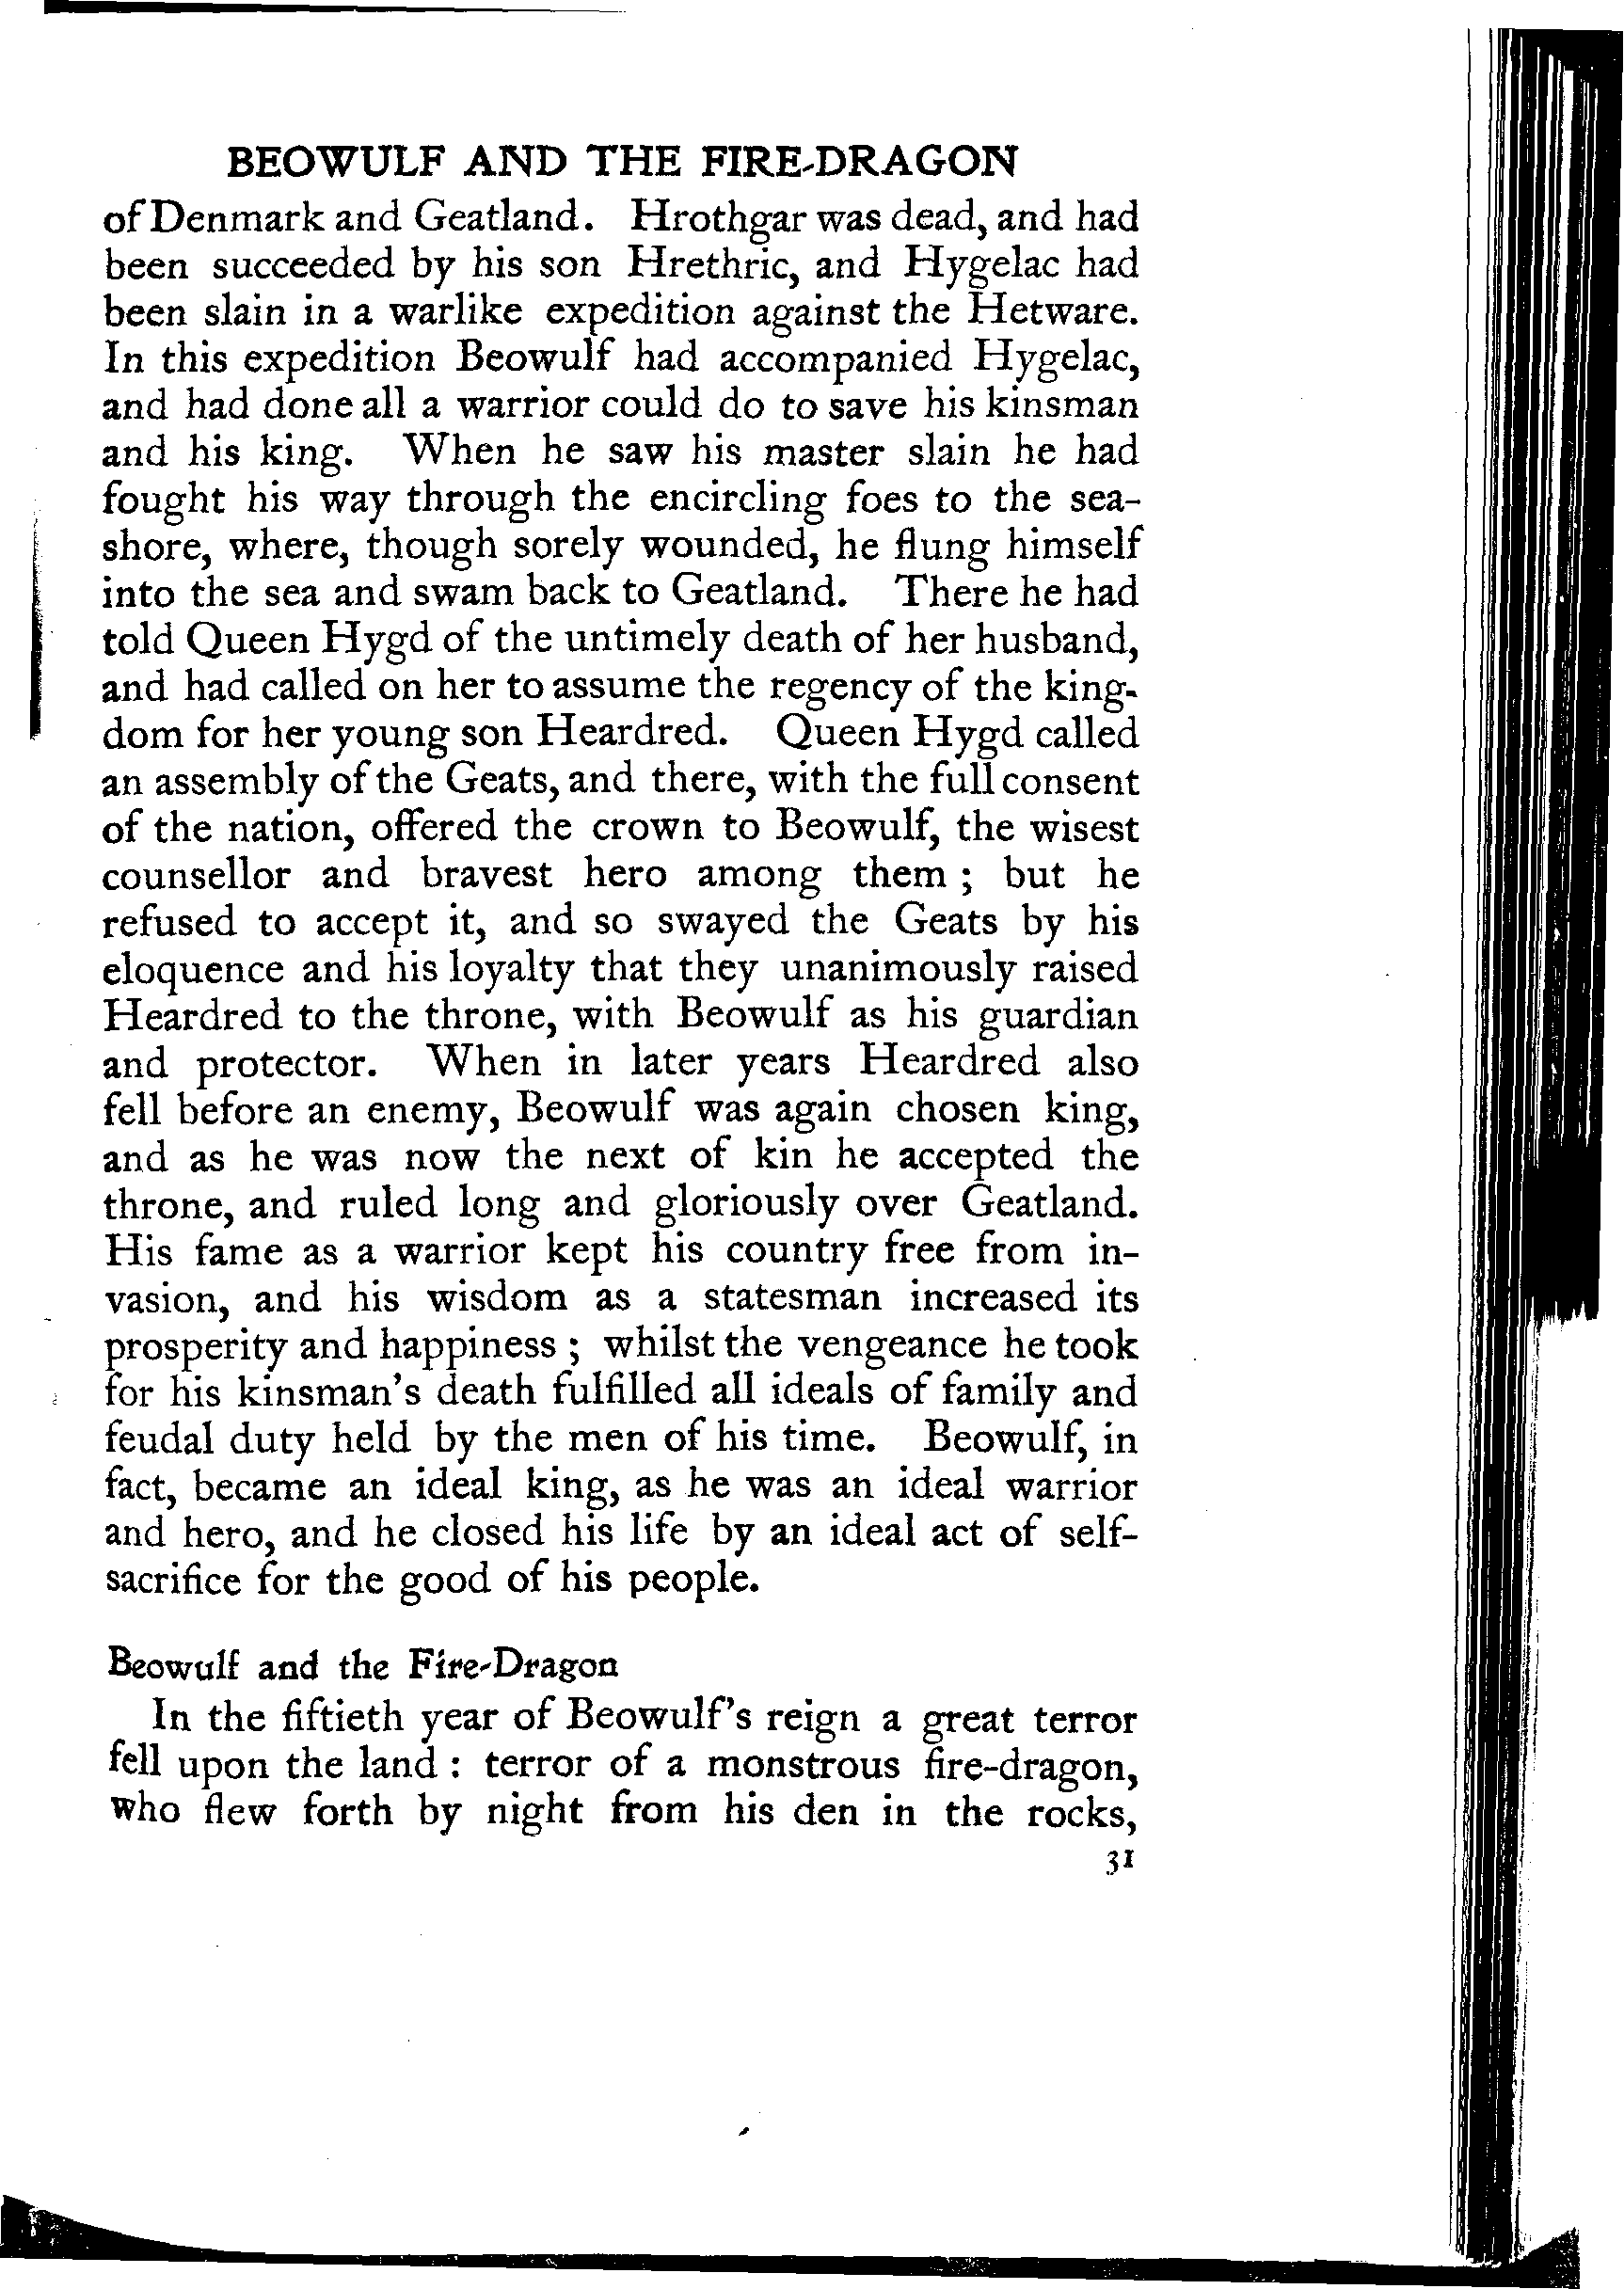 BEOWULF AND THE FIRE-DRAGON
of Denmark and Geatland. Hrothgar was dead, and had
been succeeded by his son Hrethric, and Hygelac had
been slain in a warlike expedition against the Hetware.
In this expedition Beowulf had accompanied Hygelac,
and had done all a warrior could do to save his kinsman
and his king. When he saw his master slain he had
fought his way through the encircling foes to the sea-
shore, where, though sorely wounded, he flung himself
into the sea and swam back to Geatland. There he had
told Queen Hygd of the untimely death of her husband,
and had called on her to assume the regency of the king-
dom for her young son Heardred. Queen Hygd called
an assembly of the Geats, and there, with the full consent
of the nation, offered the crown to Beowulf, the wisest
counsellor and bravest hero among them ; but he
refused to accept it, and so swayed the Geats by his
eloquence and his loyalty that they unanimously raised
Heardred to the throne, with Beowulf as his guardian
and protector. When in later years Heardred also
fell before an enemy, Beowulf was again chosen king,
and as he was now the next of kin he accepted the
throne, and ruled long and gloriously over Geatland.
His fame as a warrior kept his country free from in-
vasion, and his wisdom as a statesman increased its
prosperity and happiness ; whilst the vengeance he took
for his kinsman's death fulfilled all ideals of family and
feudal duty held by the men of his time. Beowulf, in
fact, became an ideal king, as he was an ideal warrior
and hero, and he closed his life by an ideal act of self-
sacrifice for the good of his people.
Beowulf and the Fire-Dragon
In the fiftieth year of Beowulf's reign a great terror
fell upon the land : terror of a monstrous fire-dragon,
who flew forth by night from his den in the rocks,
31